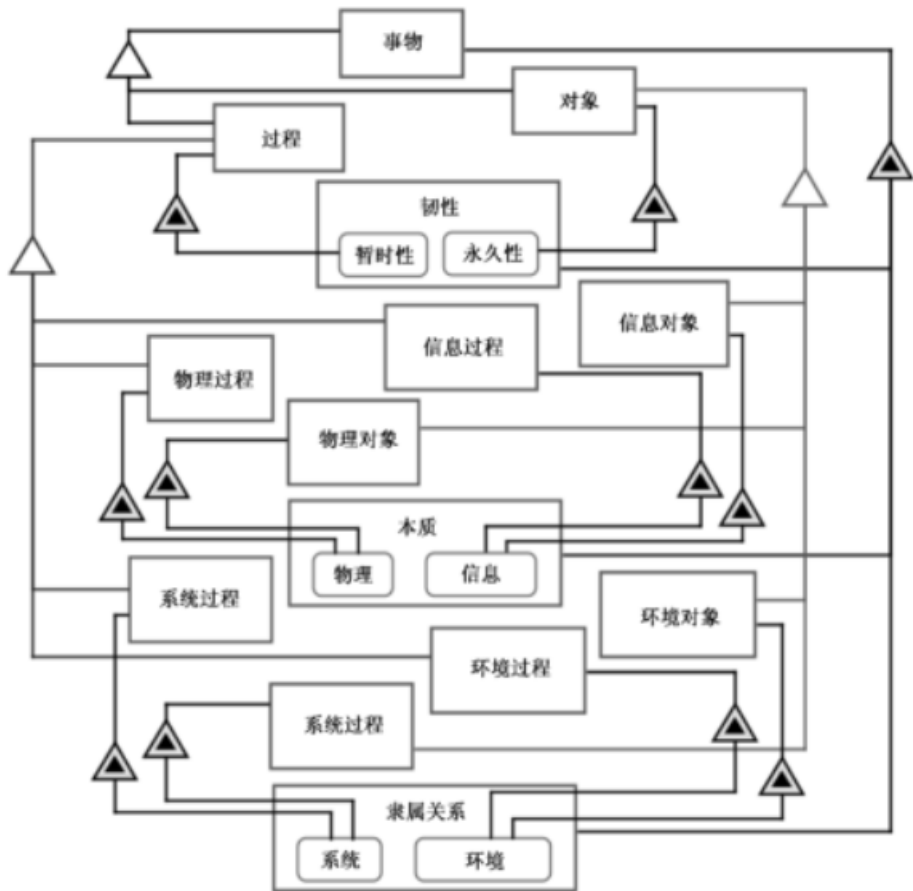 事物
对象
过程
韧性
暂时性
永久性
信息对象
信息过程
物理过程
物理对象
本质
物理
信息
系统过程
环境对象
环境过程
系统过程
隶属关系
系统
环境